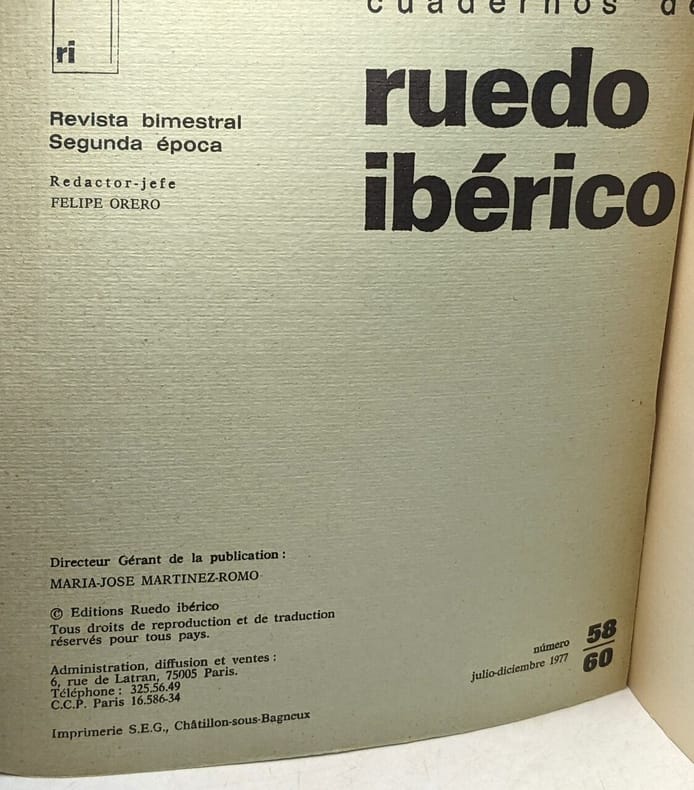 cuadernos de
ruedo
ibérico
ri
Revista bimestral
Segunda época
Redactor-jefe
FELIPE ORERO
Directeur Gérant de la publication :
MARIA-JOSE MARTINEZ-ROMO
© Editions Ruedo ibérico
Tous droits de reproduction et de traduction
réservés pour tous pays.
Administration, diffusion et ventes :
6, rue de Latran, 75005 Paris.
Téléphone : 325.56.49
C.C.P. Paris 16.586-34
Imprimerie S.E.G., Châtillon-sous-Bagneux
número
julio-diciembre 1977
58
60